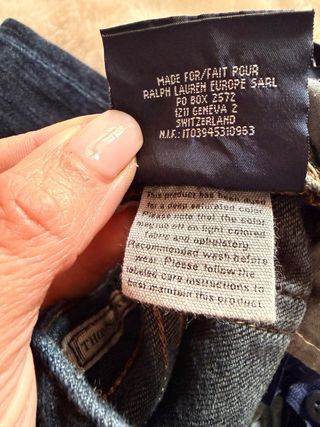 MADE FOR/FAIT POUR
RALPH LAUREN EUROPE SARL
PO BOX 2572
1211 GENEVA 2
SWITZERLAND
N.I.F.: IT03945310963
This product has been dyed
for a deep saturated color.
Please note that the color
may rub off on light colored
fabric and upholstery.
Recommended wash before
wear. Please follow the
labeled care instructions to
best maintain this product.